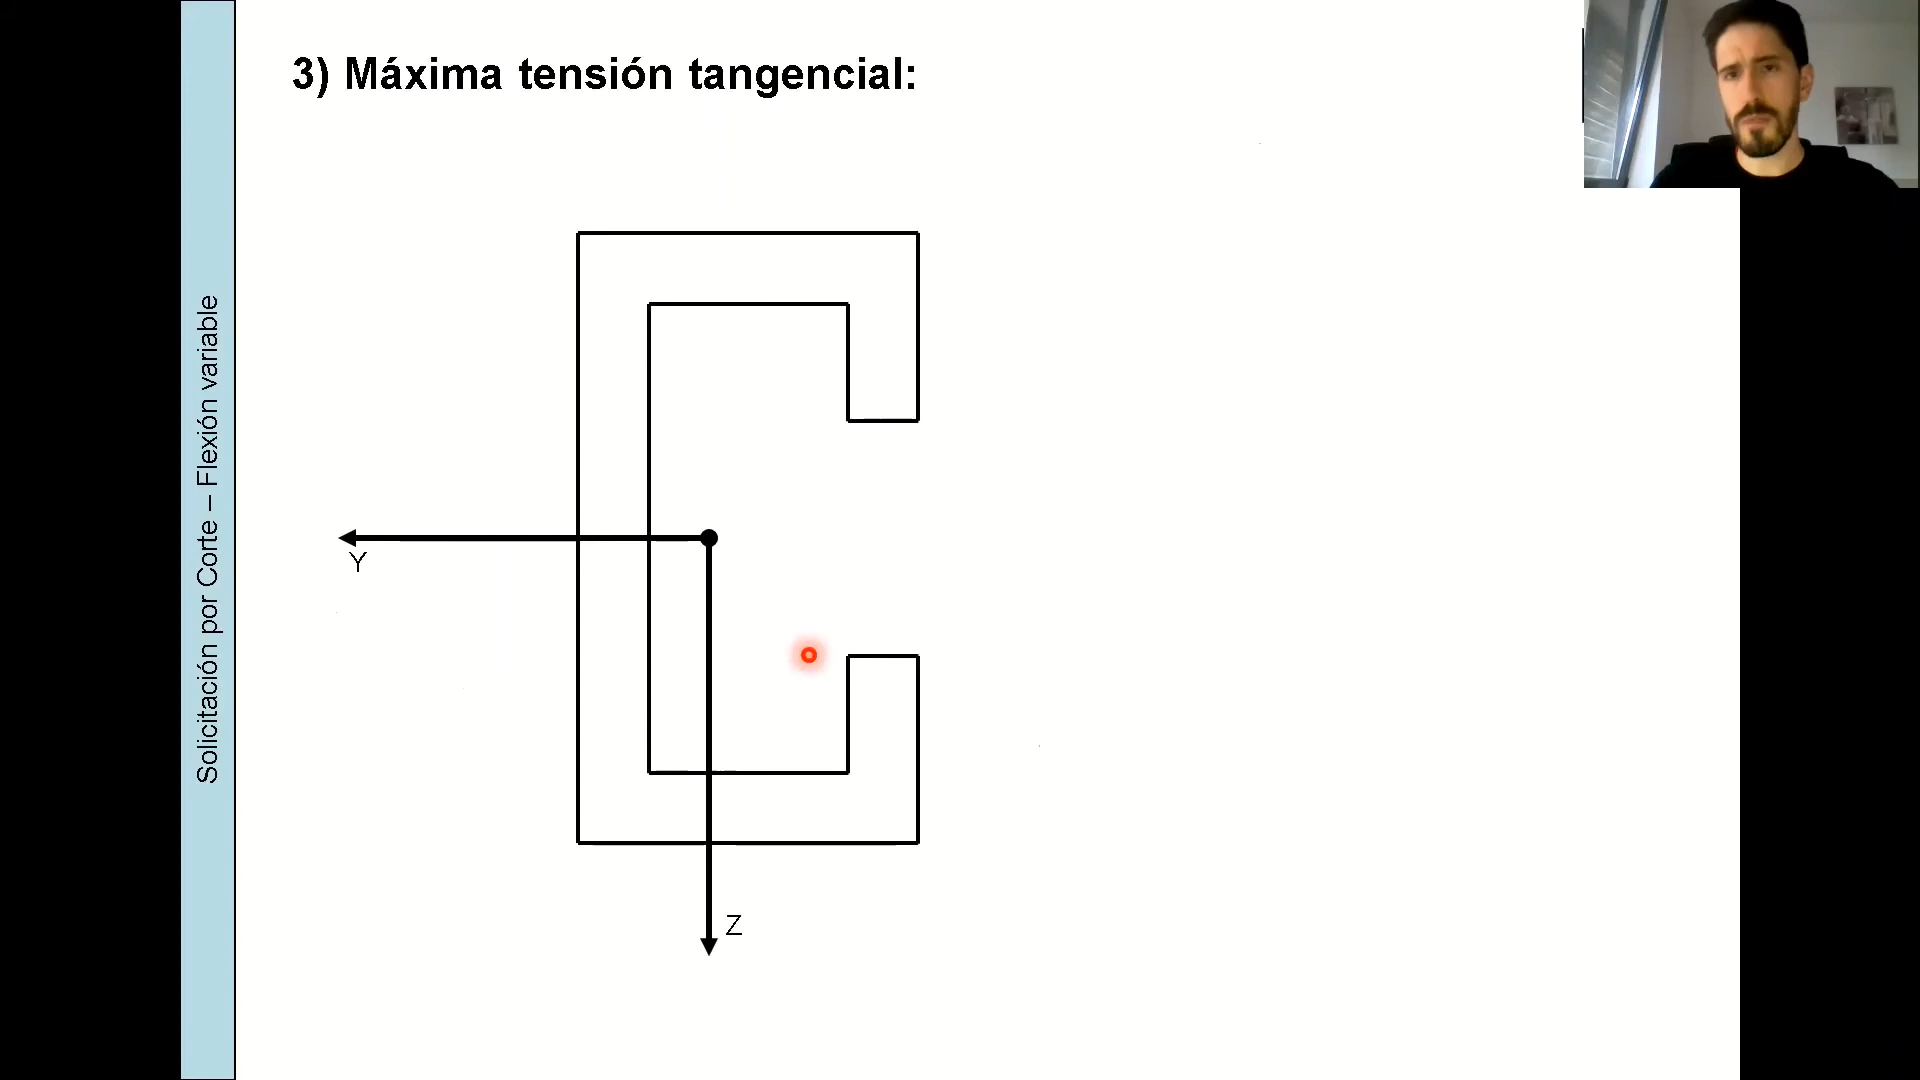 3) Máxima tensión tangencial:
Solicitación por Corte – Flexión variable
Y
Z